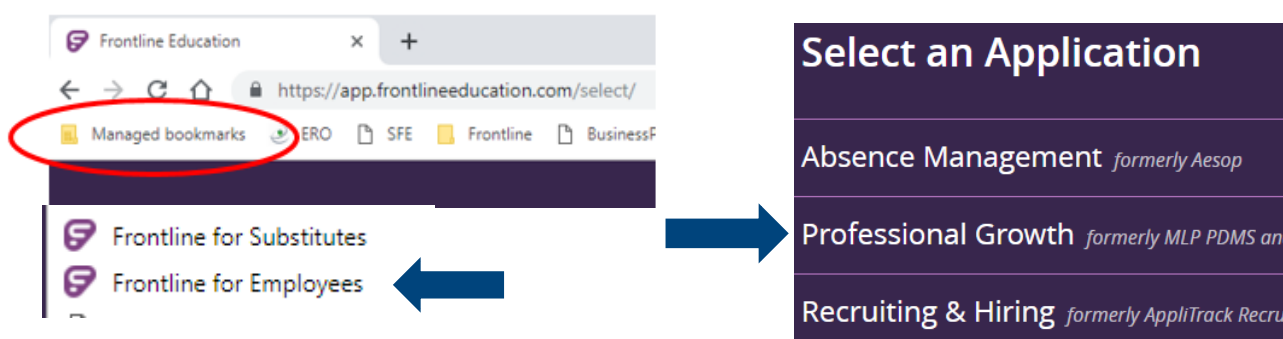 Frontline Education
https://app.frontlineeducation.com/select/
Managed bookmarks ERO SFE Frontline
Frontline for Substitutes
Frontline for Employees
Select an Application
Absence Management formerly Aesop
Professional Growth formerly MLP PDMS
Recruiting & Hiring formerly AppliTrack